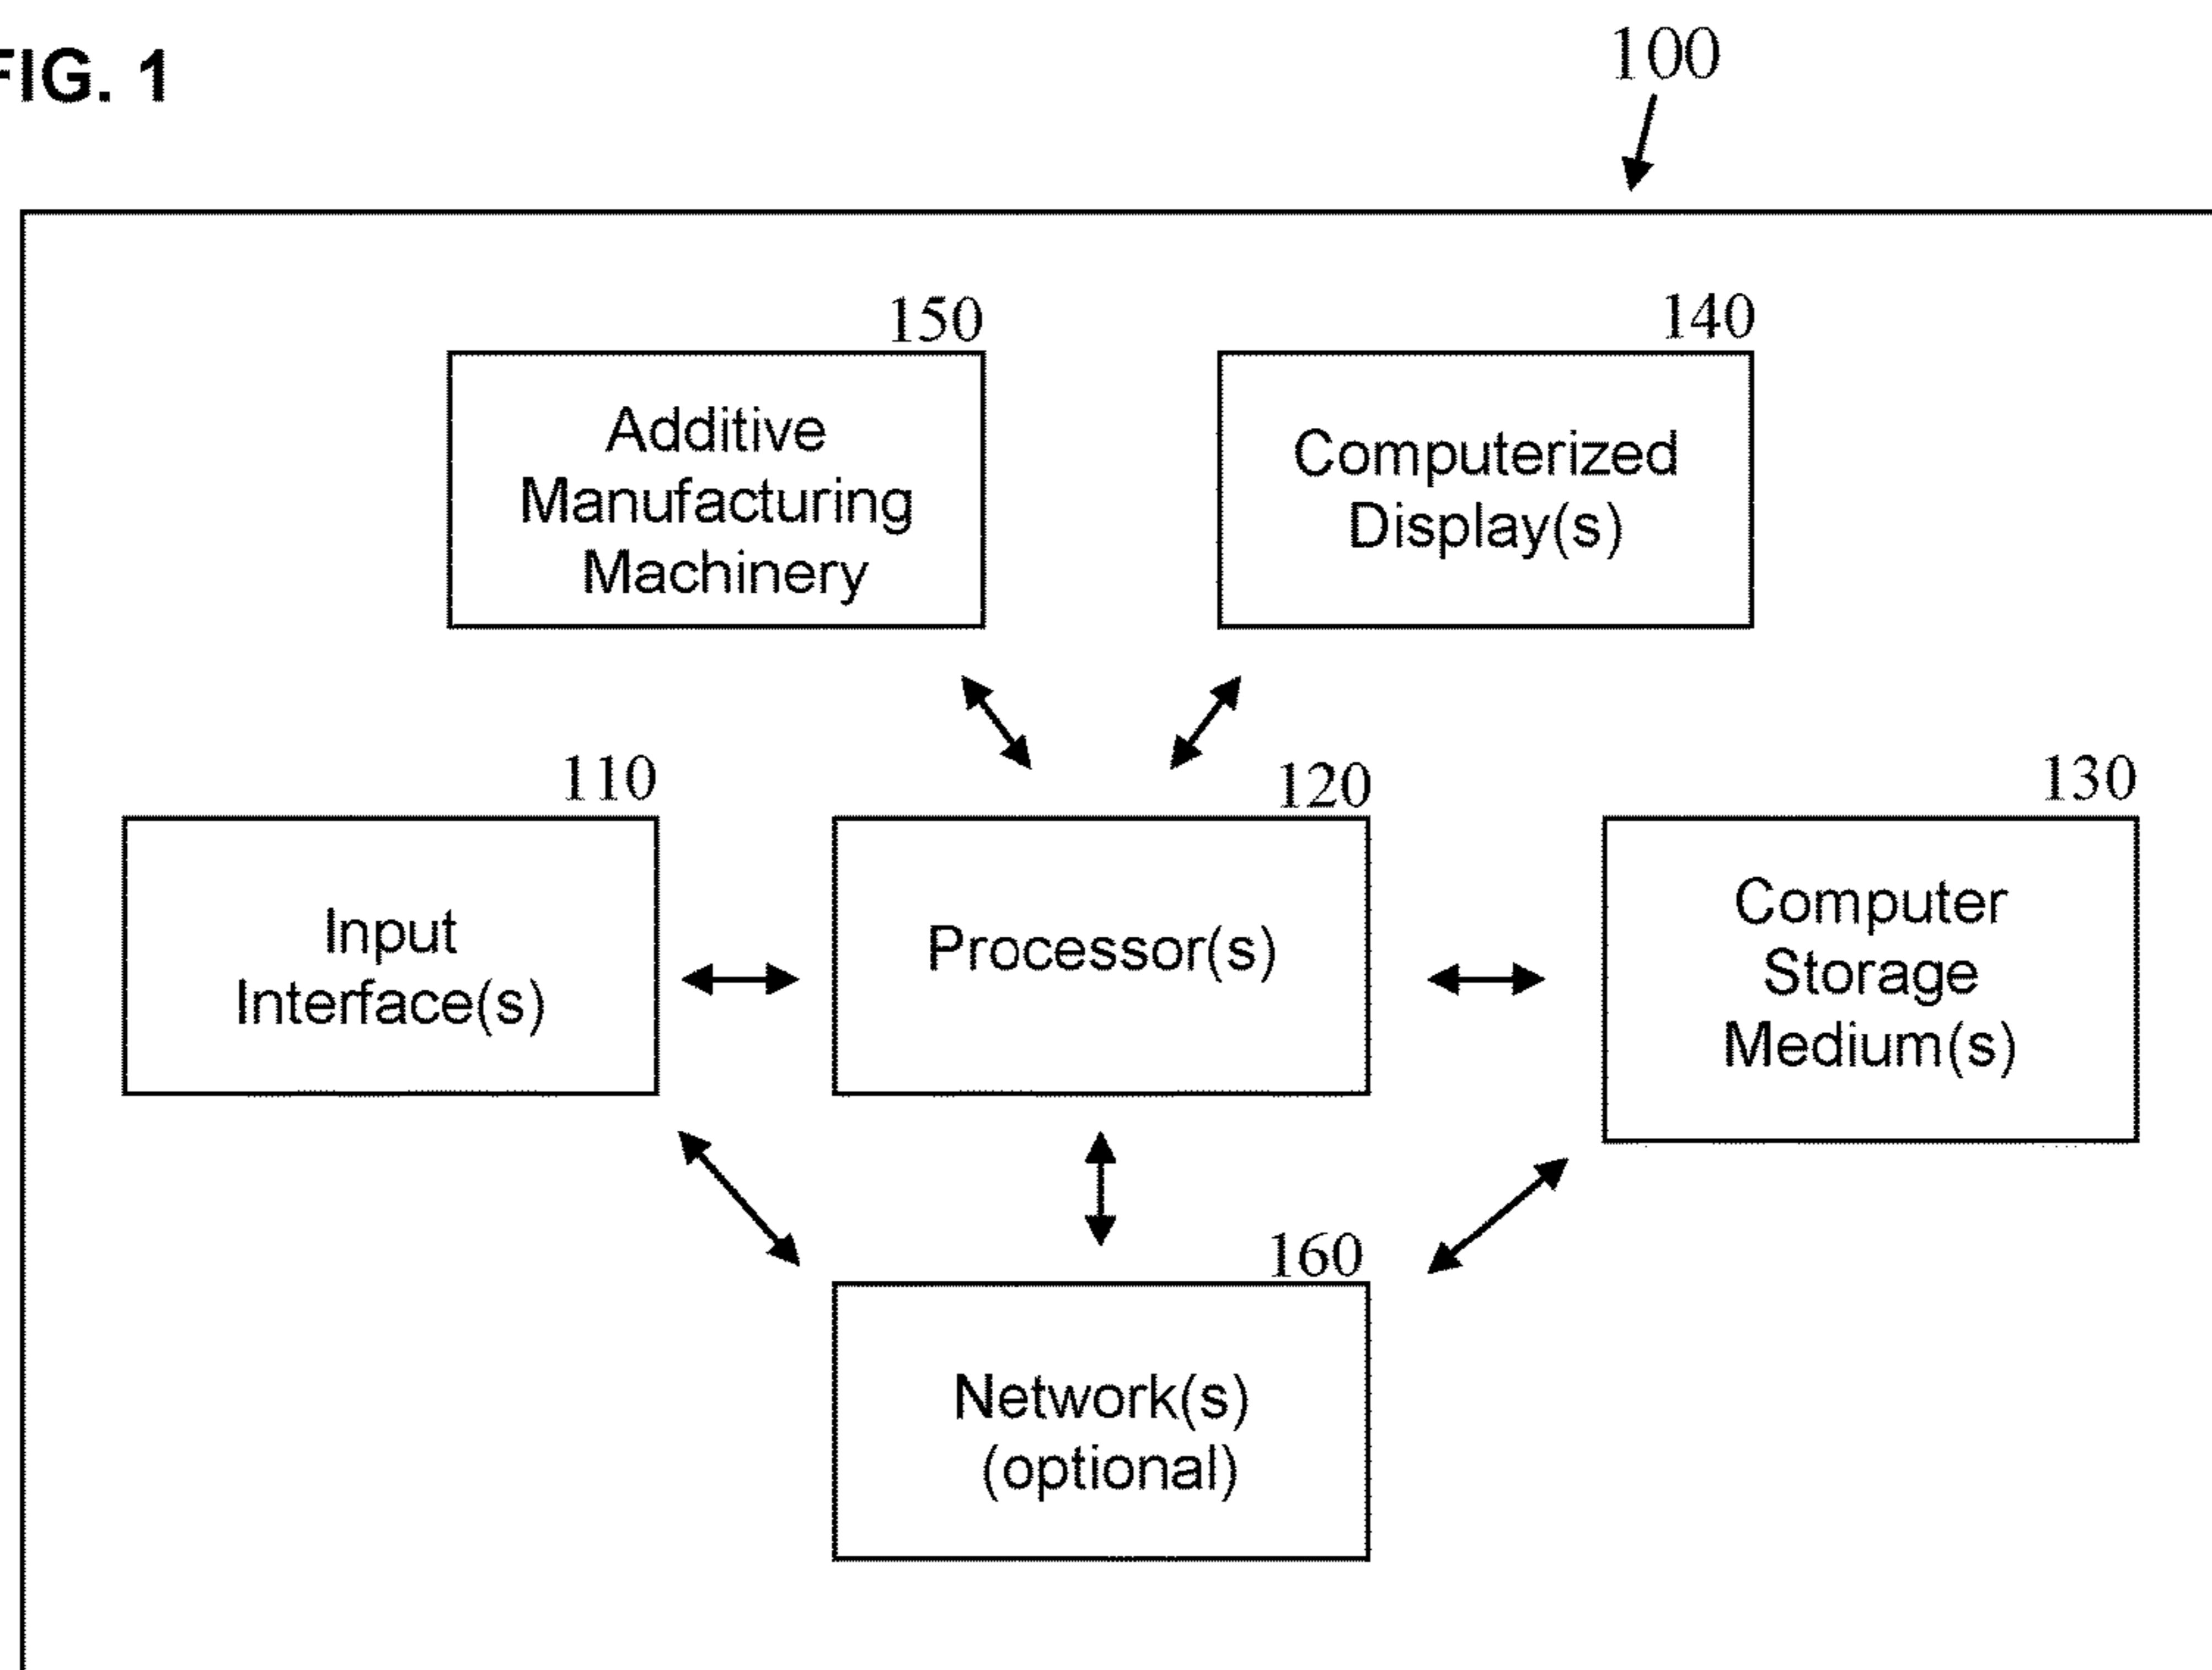 FIG. 1
100
150
140
Additive
Manufacturing
Machinery
Computerized
Display(s)
110
120
130
Input
Interface(s)
Processor(s)
Computer
Storage
Medium(s)
160
Network(s)
(optional)